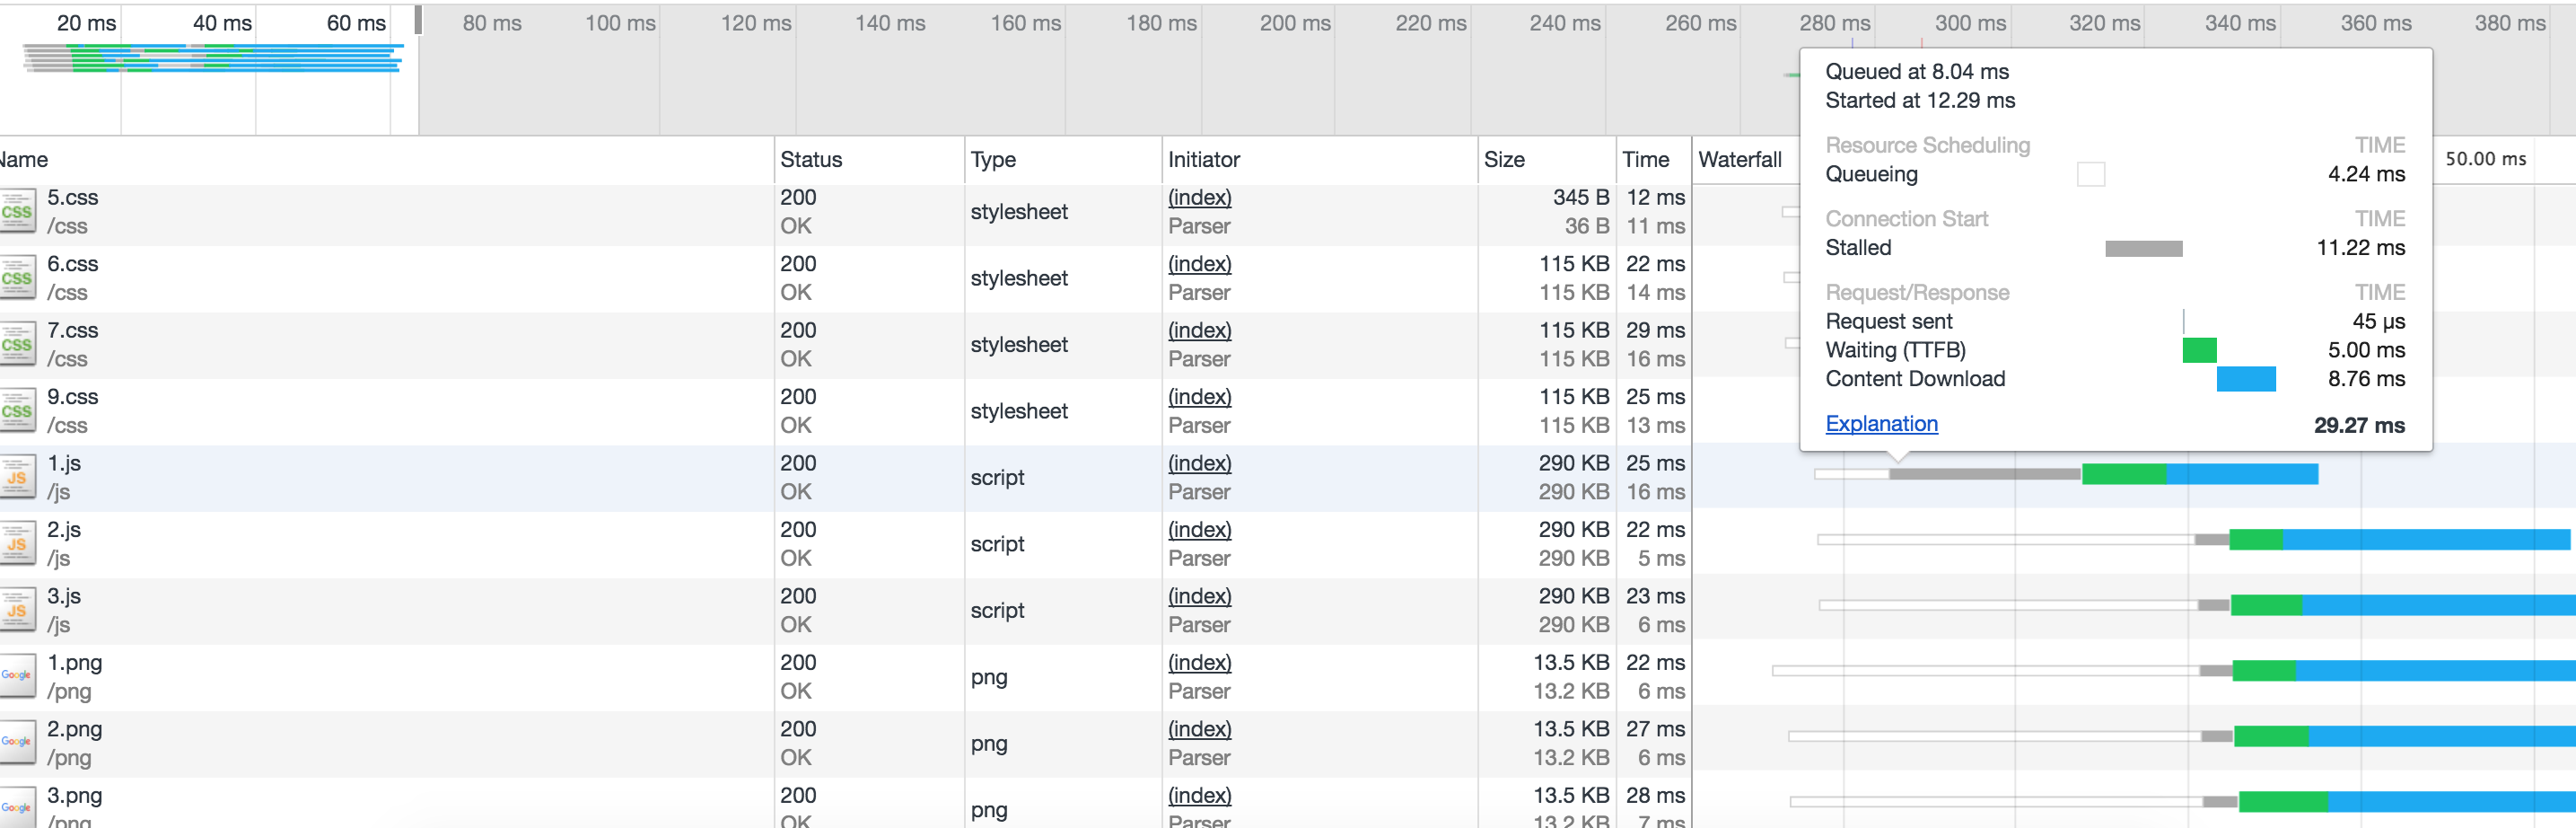 20 ms 40 ms 60 ms 80 ms 100 ms 120 ms 140 ms 160 ms 180 ms 200 ms 220 ms 240 ms 260 ms 280 ms 300 ms 320 ms 340 ms 360 ms 380 ms
Queued at 8.04 ms
Started at 12.29 ms
Resource Scheduling TIME
Queueing 4.24 ms
Connection Start TIME
Stalled 11.22 ms
Request/Response TIME
Request sent 45 µs
Waiting (TTFB) 5.00 ms
Content Download 8.76 ms
Explanation 29.27 ms
Name Status Type Initiator Size Time Waterfall 50.00 ms
CSS 5.css 200 stylesheet (index) 345 B 12 ms
/css OK Parser 36 B 11 ms
CSS 6.css 200 stylesheet (index) 115 KB 22 ms
/css OK Parser 115 KB 14 ms
CSS 7.css 200 stylesheet (index) 115 KB 29 ms
/css OK Parser 115 KB 16 ms
CSS 9.css 200 stylesheet (index) 115 KB 25 ms
/css OK Parser 115 KB 13 ms
JS 1.js 200 script (index) 290 KB 25 ms
/js OK Parser 290 KB 16 ms
JS 2.js 200 script (index) 290 KB 22 ms
/js OK Parser 290 KB 5 ms
JS 3.js 200 script (index) 290 KB 23 ms
/js OK Parser 290 KB 6 ms
Google 1.png 200 png (index) 13.5 KB 22 ms
/png OK Parser 13.2 KB 6 ms
Google 2.png 200 png (index) 13.5 KB 27 ms
/png OK Parser 13.2 KB 6 ms
Google 3.png 200 png (index) 13.5 KB 28 ms
/png OK Parser 13.2 KB 7 ms